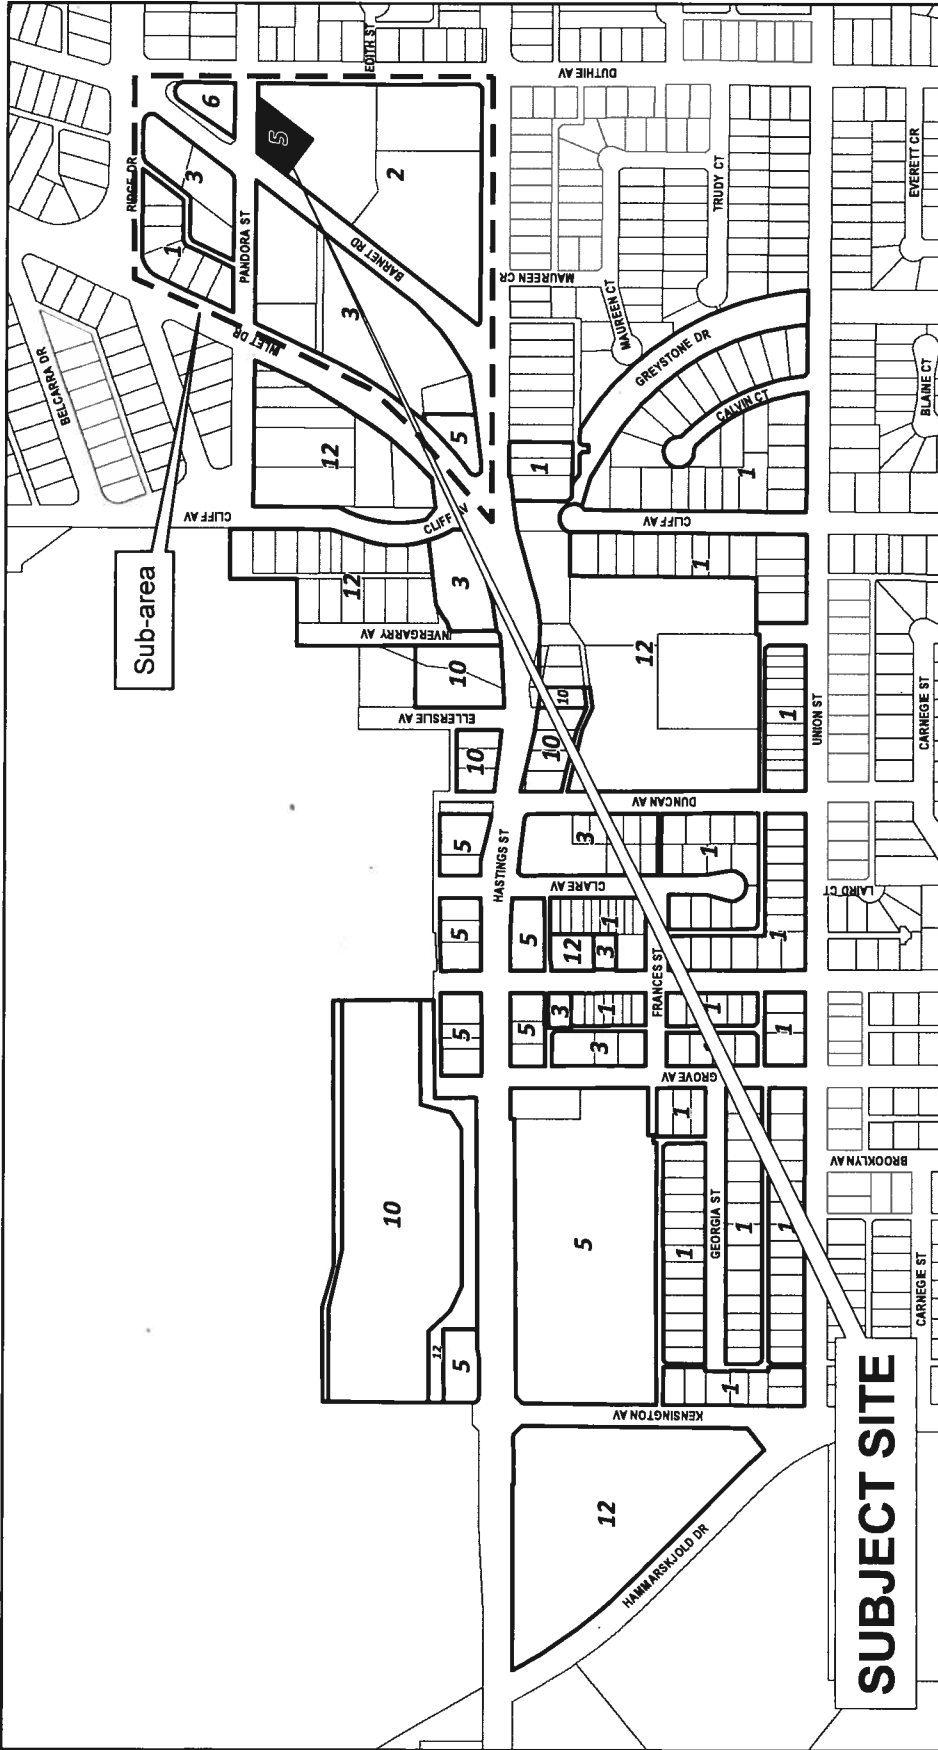 EDITH ST
DUTHIE AV
6
5
RIDGE DR
3
2
1
PANDORA ST
BARNET RD
TRUDY CT
EVERETT CR
MAUREEN CR
MAUREEN CT
3
INLET DR
BELCARRA DR
GREYSTONE DR
CALVIN CT
BLAINE CT
12
5
1
1
CLIFF AV
CLIFF AV
CLIFF AV
Sub-area
12
3
1
INVERGARRY AV
10
12
10
ELLERSLIE AV
1
UNION ST
CARNEGIE ST
10
10
DUNCAN AV
5
HASTINGS ST
3
1
CLARE AV
LAIRD CT
5
5
1
12
3
1
FRANCES ST
5
5
3
1
3
1
1
GROVE AV
1
BROOKLYN AV
10
5
1
GEORGIA ST
1
1
CARNEGIE ST
12
5
1
KENSINGTON AV
12
HAMMARSKJOLD DR
SUBJECT SITE